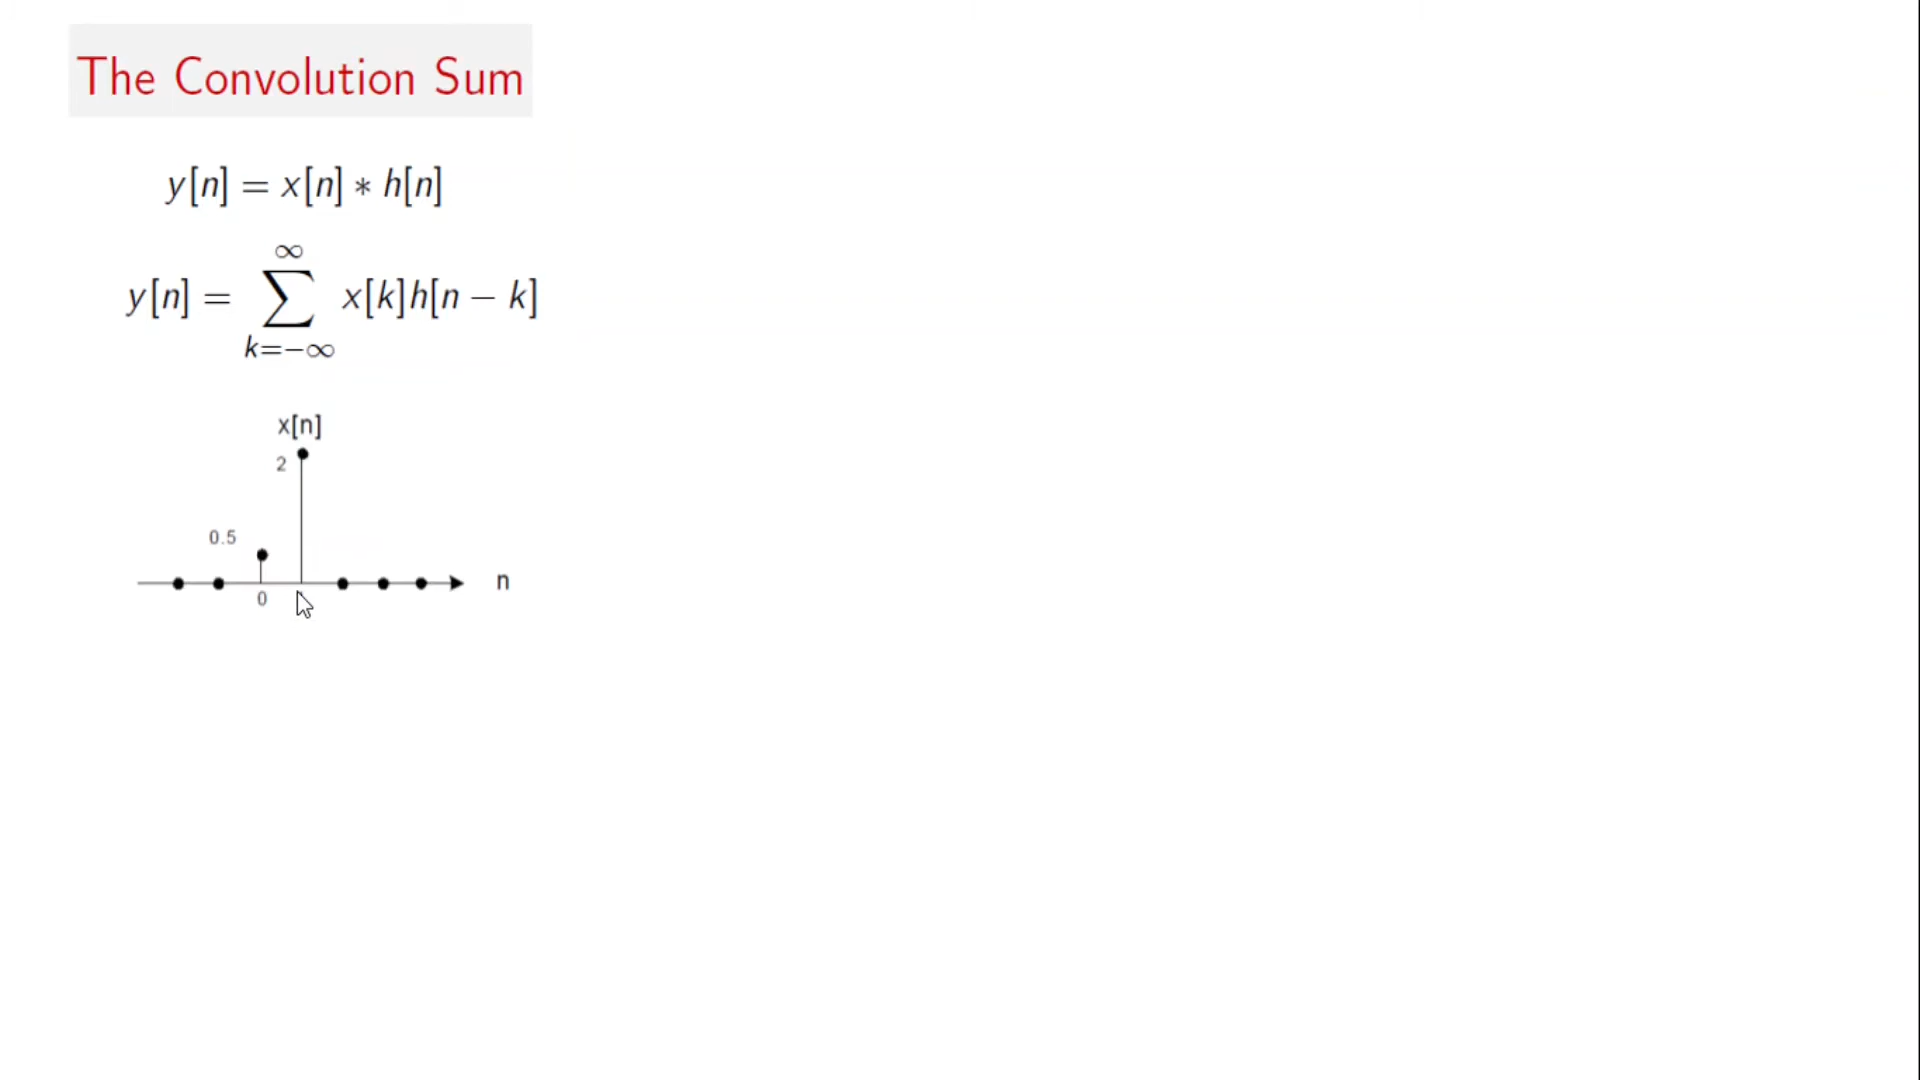 The Convolution Sum
y[n] = x[n] ∗ h[n]
∞
y[n] = ∑ x[k]h[n − k]
k=−∞
x[n]
2
0.5
n
0